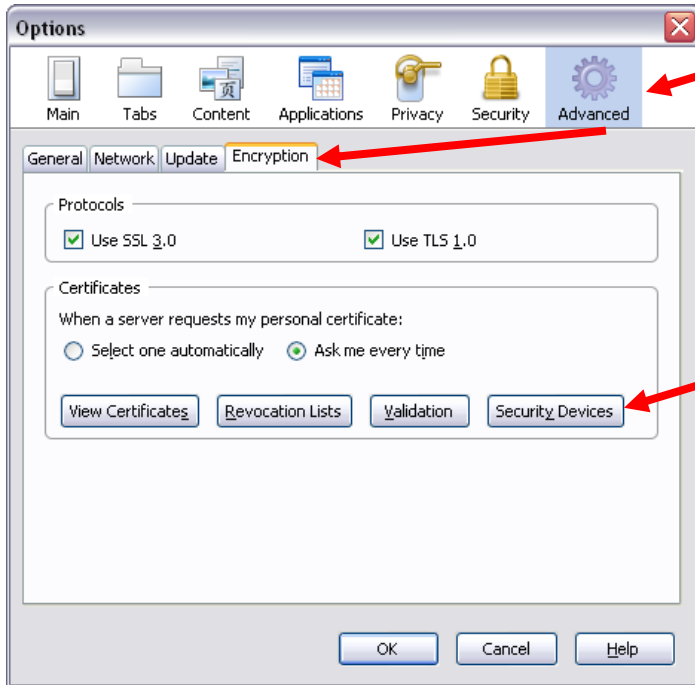 Options
Main Tabs Content Applications Privacy Security Advanced
General Network Update Encryption
Protocols
Use SSL 3.0 Use TLS 1.0
Certificates
When a server requests my personal certificate:
Select one automatically Ask me every time
View Certificates Revocation Lists Validation Security Devices
OK Cancel Help
页